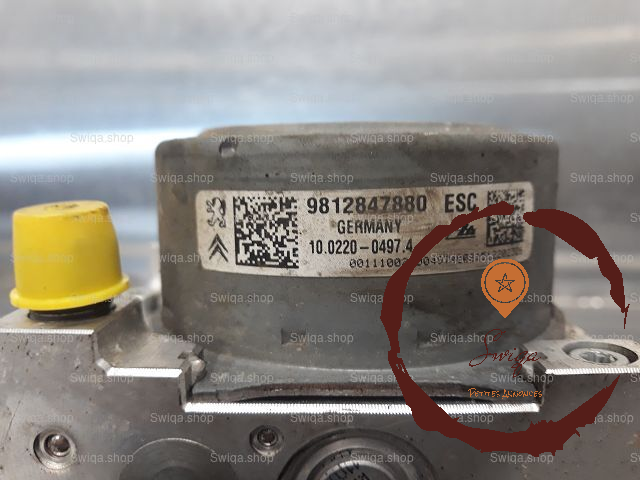 9812847880 ESC
GERMANY
10.0220-0497.4
Swiqa
PETITES ANNONCES
Swiqa.shop